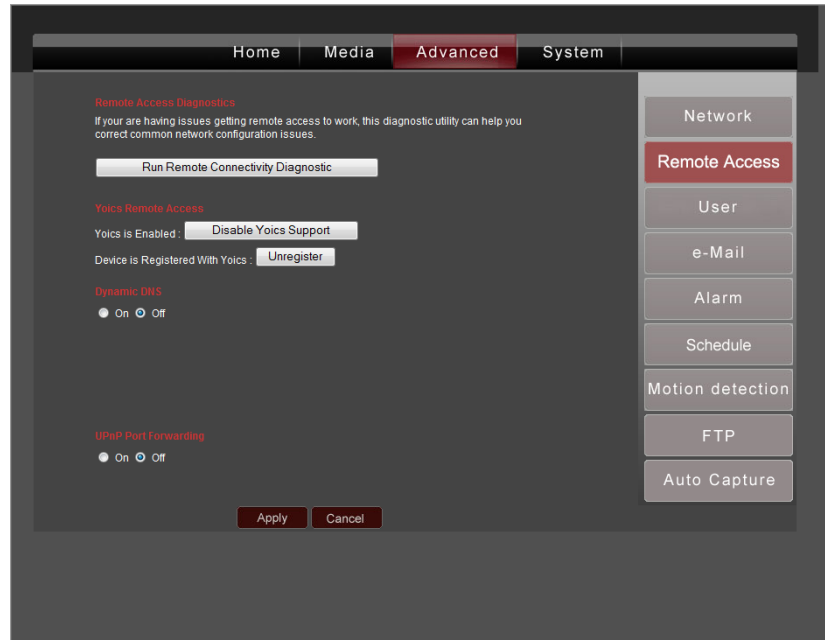 Home Media Advanced System
Remote Access Diagnostics
If your are having issues getting remote access to work, this diagnostic utility can help you
correct common network configuration issues.
Run Remote Connectivity Diagnostic
Yoics Remote Access
Yoics is Enabled : Disable Yoics Support
Device is Registered With Yoics : Unregister
Dynamic DNS
On Off
UPnP Port Forwarding
On Off
Apply Cancel
Network
Remote Access
User
e-Mail
Alarm
Schedule
Motion detection
FTP
Auto Capture